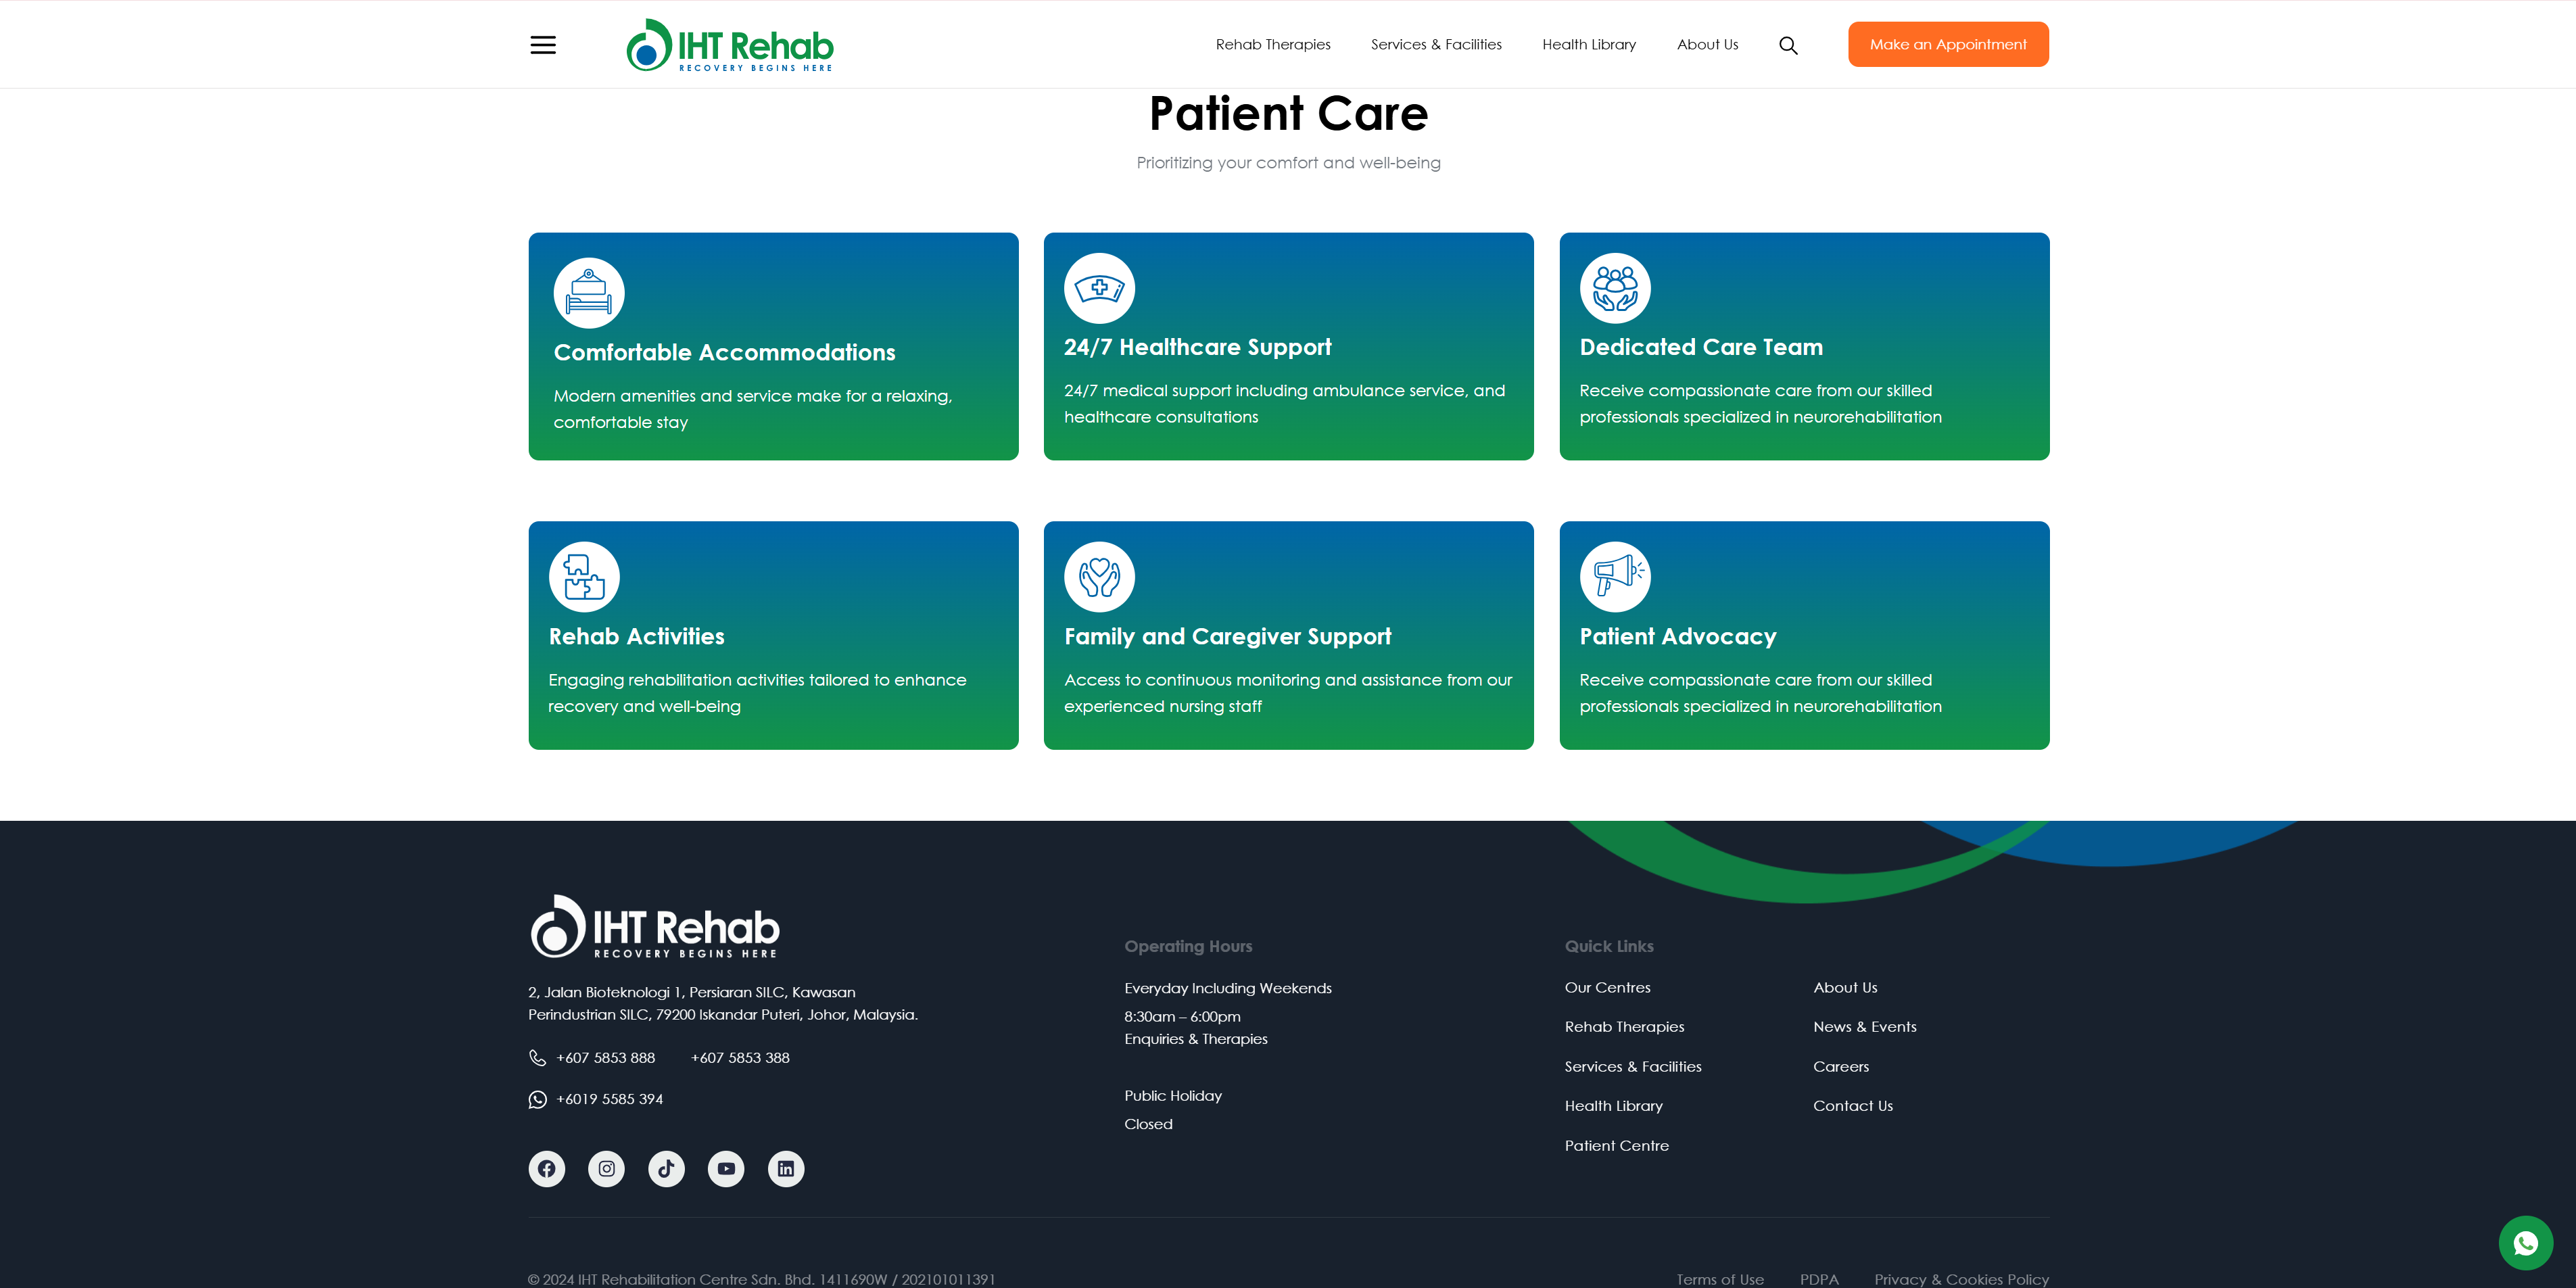 IHT Rehab
RECOVERY BEGINS HERE
Rehab Therapies
Services & Facilities
Health Library
About Us
Make an Appointment
Patient Care
Prioritizing your comfort and well-being
Comfortable Accommodations
Modern amenities and service make for a relaxing,
comfortable stay
24/7 Healthcare Support
24/7 medical support including ambulance service, and
healthcare consultations
Dedicated Care Team
Receive compassionate care from our skilled
professionals specialized in neurorehabilitation
Rehab Activities
Engaging rehabilitation activities tailored to enhance
recovery and well-being
Family and Caregiver Support
Access to continuous monitoring and assistance from our
experienced nursing staff
Patient Advocacy
Receive compassionate care from our skilled
professionals specialized in neurorehabilitation
IHT Rehab
RECOVERY BEGINS HERE
2, Jalan Bioteknologi 1, Persiaran SILC, Kawasan
Perindustrian SILC, 79200 Iskandar Puteri, Johor, Malaysia.
+607 5853 888
+607 5853 388
+6019 5585 394
Operating Hours
Everyday Including Weekends
8:30am – 6:00pm
Enquiries & Therapies
Public Holiday
Closed
Quick Links
Our Centres
Rehab Therapies
Services & Facilities
Health Library
Patient Centre
About Us
News & Events
Careers
Contact Us
© 2024 IHT Rehabilitation Centre Sdn. Bhd. 1411690W / 202101011391
Terms of Use
PDPA
Privacy & Cookies Policy